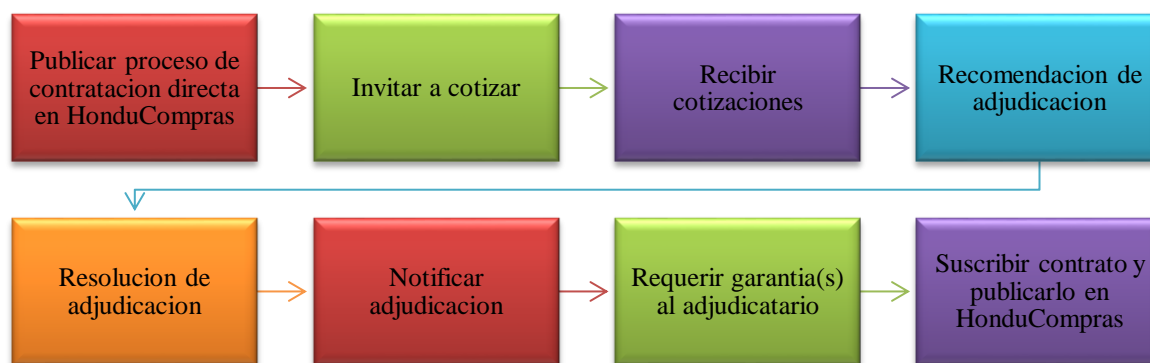 Publicar proceso de
contratacion directa
en HonduCompras
Invitar a cotizar
Recibir
cotizaciones
Recomendacion de
adjudicacion
Resolucion de
adjudicacion
Notificar
adjudicacion
Requerir garantia(s)
al adjudicatario
Suscribir contrato y
publicarlo en
HonduCompras